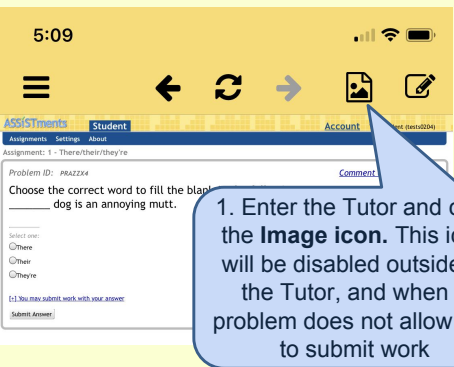 5:09
ASSISTments Student Account
Assignments Settings About
Assignment: 1 - There/their/they're
Problem ID: PRAZZX4 Comment
Choose the correct word to fill the
_______ dog is an annoying mutt.
Select one:
There
Their
They're
[+] You may submit work with your answer
Submit Answer
1. Enter the Tutor and
the Image icon. This
will be disabled outside
the Tutor, and when
problem does not allow
to submit work